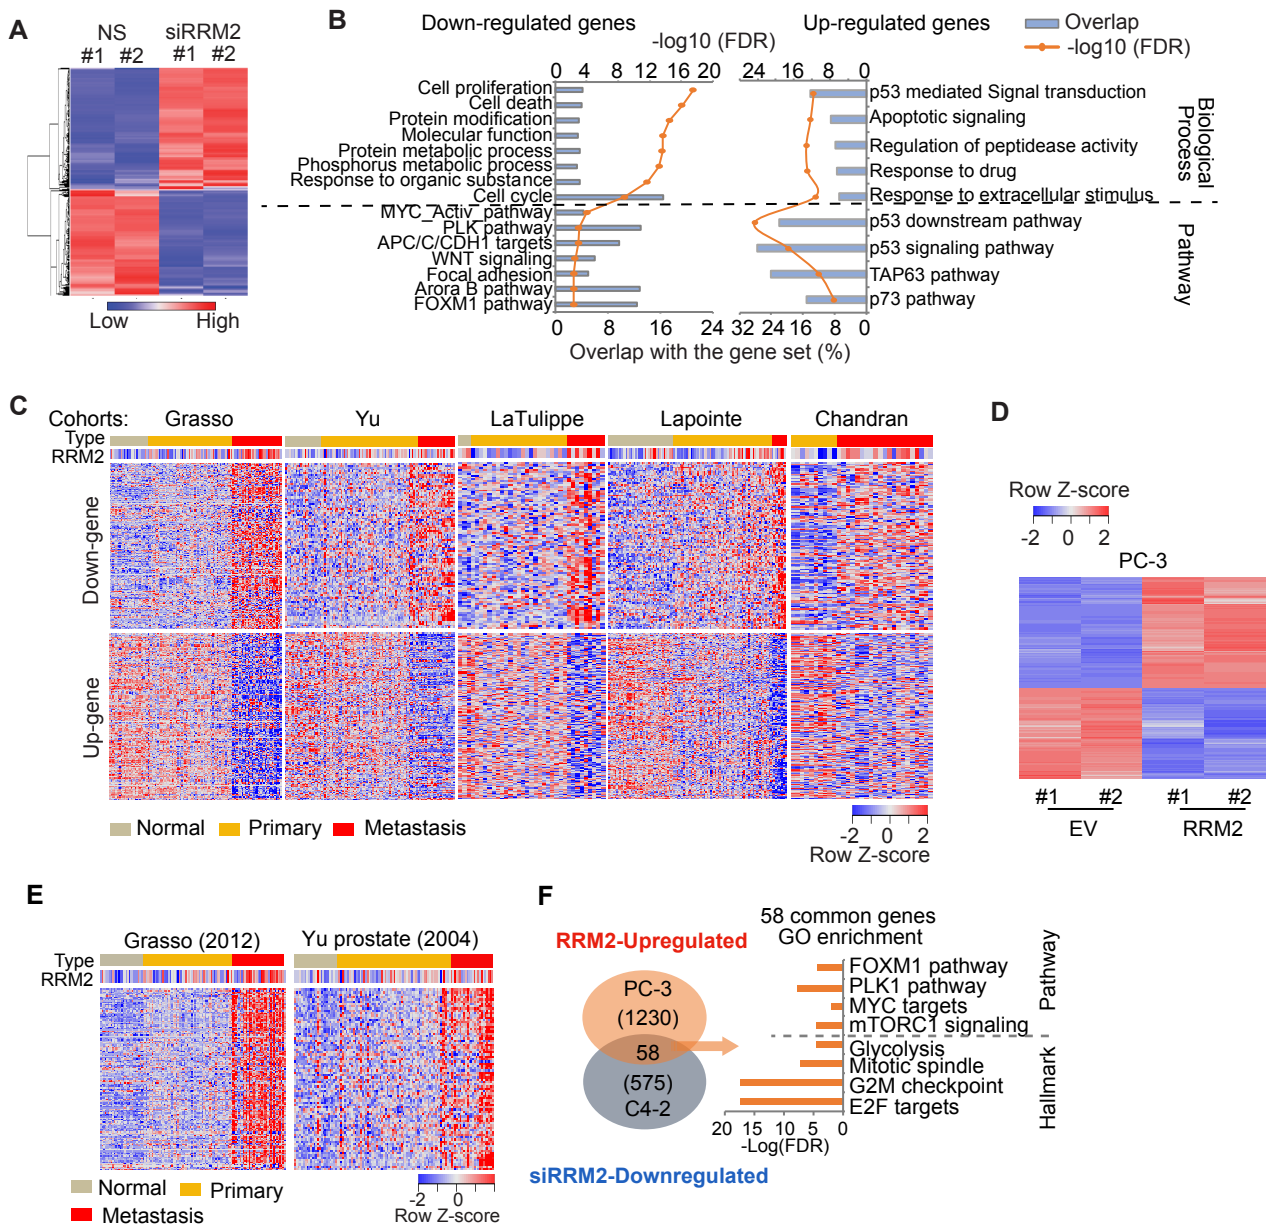 A
NS siRRM2
#1 #2 #1 #2
Low High
B
Down-regulated genes
-log10 (FDR)
0 4 8 12 16 20
Cell proliferation
Cell death
Protein modification
Molecular function
Protein metabolic process
Phosphorus metabolic process
Response to organic substance
Cell cycle
MYC_Activ_pathway
PLK pathway
APC/C/CDH1 targets
WNT signaling
Focal adhesion
Arora B pathway
FOXM1 pathway
0 8 16 24
Up-regulated genes
Overlap
-log10 (FDR)
24 16 8 0
p53 mediated Signal transduction
Apoptotic signaling
Regulation of peptidease activity
Response to drug
Response to extracellular stimulus
p53 downstream pathway
p53 signaling pathway
TAP63 pathway
p73 pathway
32 24 16 8 0
Overlap with the gene set (%)
Biological Process
Pathway
C
Cohorts: Grasso Yu LaTulippe Lapointe Chandran
Type
RRM2
Down-gene
Up-gene
Normal Primary Metastasis
-2 0 2
Row Z-score
D
Row Z-score
-2 0 2
PC-3
#1 #2 #1 #2
EV RRM2
E
Grasso (2012) Yu prostate (2004)
Type
RRM2
Normal Primary
Metastasis
-2 0 2
Row Z-score
F
RRM2-Upregulated
PC-3
(1230)
58
(575)
C4-2
siRRM2-Downregulated
58 common genes
GO enrichment
FOXM1 pathway
PLK1 pathway
MYC targets
mTORC1 signaling
Glycolysis
Mitotic spindle
G2M checkpoint
E2F targets
20 15 10 5 0
-Log(FDR)
Pathway
Hallmark